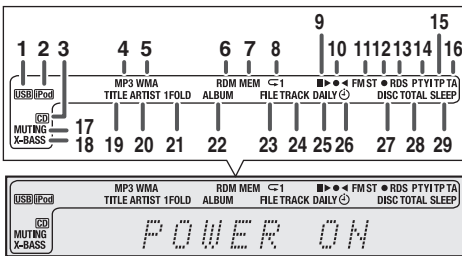 1 2 3 4 5 6 7 8 9 10 11 12 13 14 15 16
USB iPod MP3 WMA RDM MEM 1 FM ST RDS PTYI TP TA
CD TITLE ARTIST 1FOLD ALBUM FILE TRACK DAILY DISC TOTAL SLEEP
MUTING 17
X-BASS 18 19 20 21 22 23 24 25 26 27 28 29
USB iPod MP3 WMA RDM MEM 1 FM ST RDS PTYI TP TA
CD TITLE ARTIST 1FOLD ALBUM FILE TRACK DAILY DISC TOTAL SLEEP
MUTING
X-BASS
POWER ON